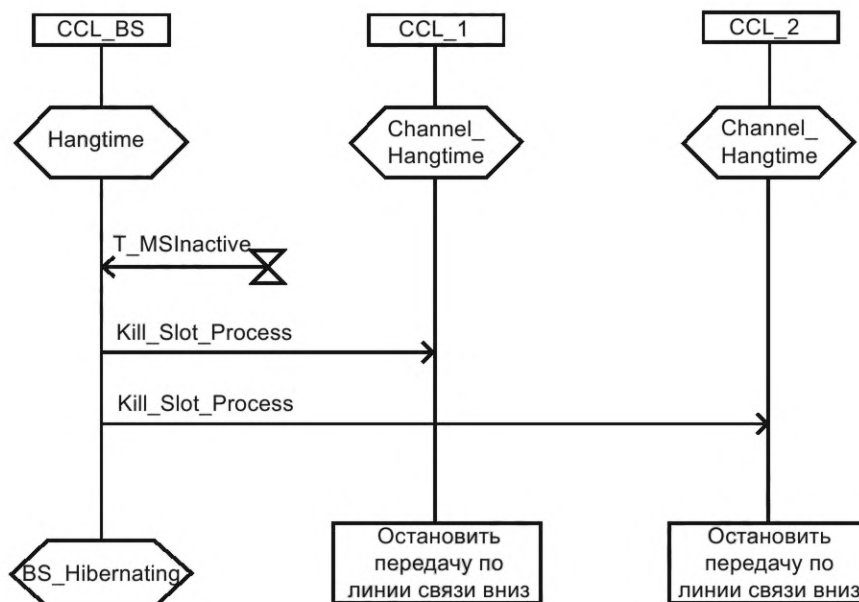 CCL_BS
CCL_1
CCL_2
Hangtime
Channel_
Hangtime
Channel_
Hangtime
T_MSInactive
Kill_Slot_Process
Kill_Slot_Process
BS_Hibernating
Остановить
передачу по
линии связи вниз
Остановить
передачу по
линии связи вниз